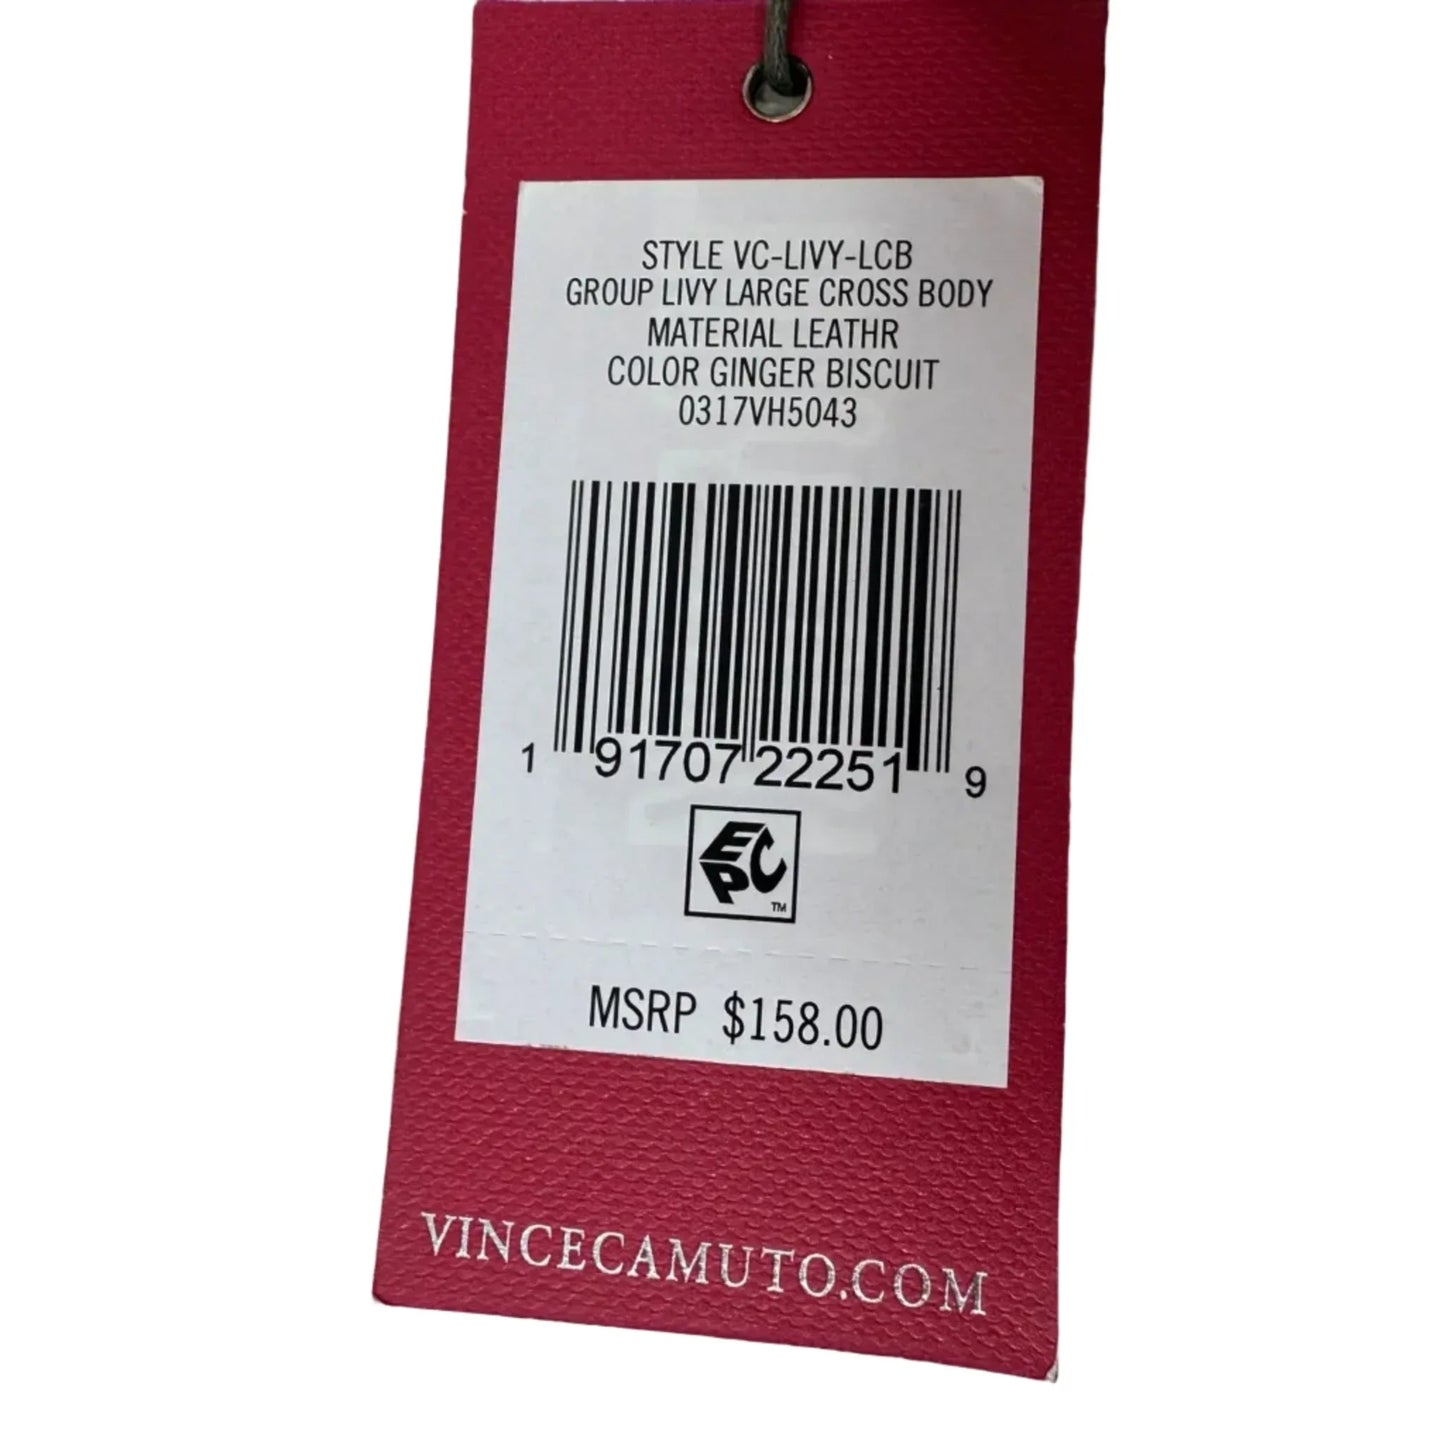 STYLE VC-LIVY-LCB
GROUP LIVY LARGE CROSS BODY
MATERIAL LEATHR
COLOR GINGER BISCUIT
0317VH5043
1 91707 22251 9
EPC TM
MSRP $158.00
VINCECAMUTO.COM